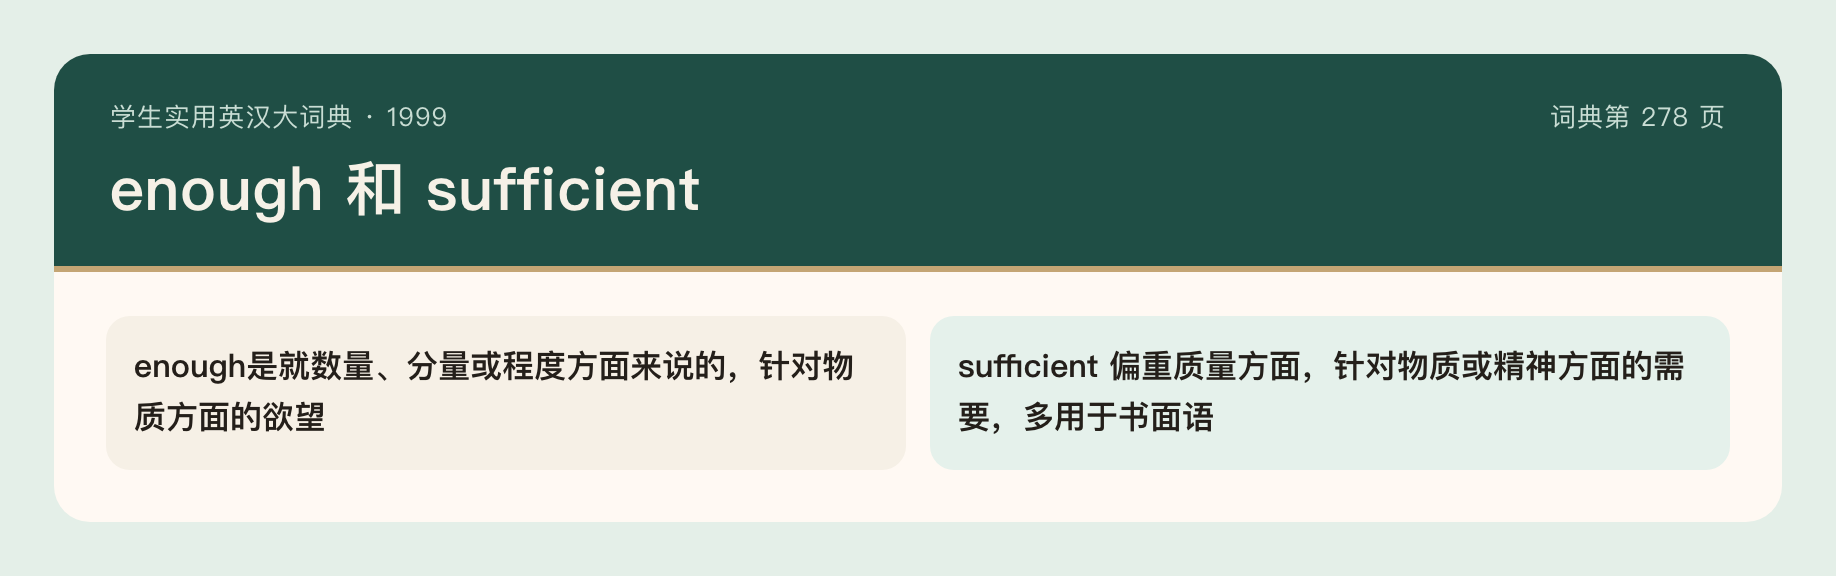 学生实用英汉大词典 · 1999
词典第 278 页
enough 和 sufficient
enough是就数量、分量或程度方面来说的，针对物
质方面的欲望
sufficient 偏重质量方面，针对物质或精神方面的需
要，多用于书面语